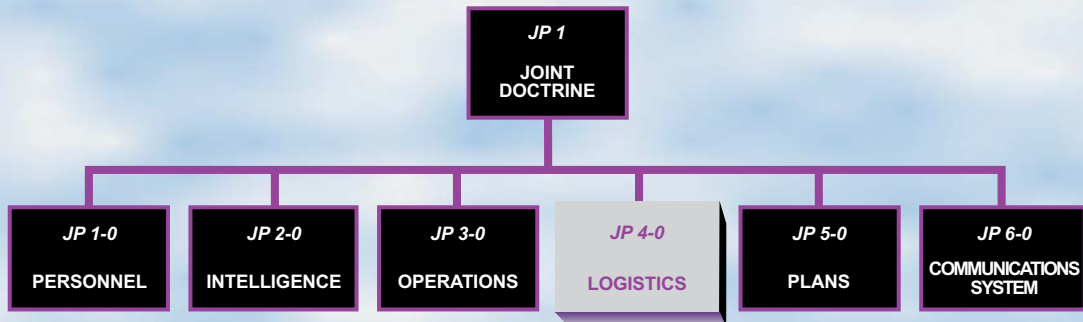 JP 1
JOINT
DOCTRINE
JP 1-0
PERSONNEL
JP 2-0
INTELLIGENCE
JP 3-0
OPERATIONS
JP 4-0
LOGISTICS
JP 5-0
PLANS
JP 6-0
COMMUNICATIONS
SYSTEM